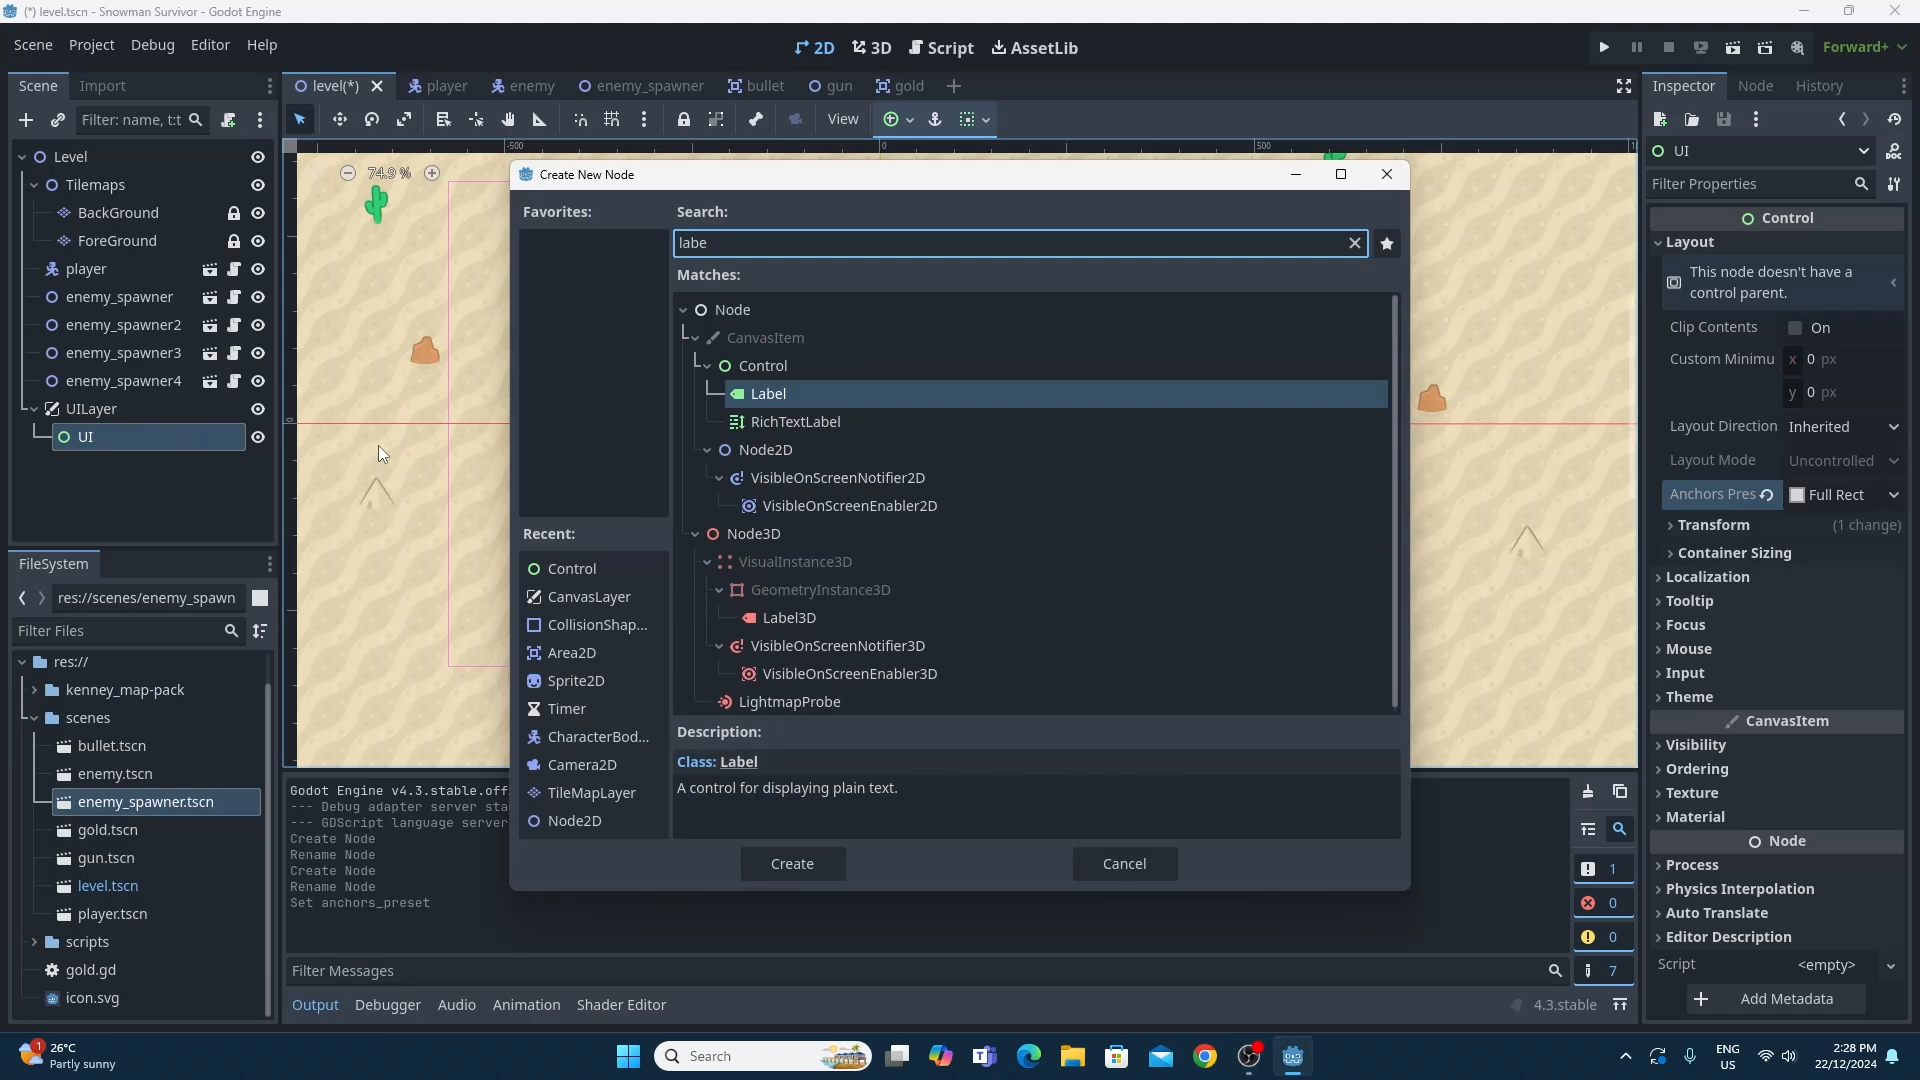 (*) level.tscn - Snowman Survivor - Godot Engine
Scene Project Debug Editor Help
2D 3D Script AssetLib
Forward+
Scene Import
level(*) player enemy enemy_spawner bullet gun gold
Inspector Node History
Filter: name, t:t
View
Level
Tilemaps
BackGround
ForeGround
player
enemy_spawner
enemy_spawner2
enemy_spawner3
enemy_spawner4
UILayer
UI
-500
0
500
74.9 %
0
Create New Node
Favorites:
Search:
labe
Matches:
Node
CanvasItem
Control
Label
RichTextLabel
Node2D
VisibleOnScreenNotifier2D
VisibleOnScreenEnabler2D
Node3D
VisualInstance3D
GeometryInstance3D
Label3D
VisibleOnScreenNotifier3D
VisibleOnScreenEnabler3D
LightmapProbe
Recent:
Control
CanvasLayer
CollisionShap...
Area2D
Sprite2D
Timer
CharacterBod...
Camera2D
TileMapLayer
Node2D
Description:
Class: Label
A control for displaying plain text.
Create
Cancel
UI
Filter Properties
Control
Layout
This node doesn't have a
control parent.
Clip Contents On
Custom Minimu x 0 px
y 0 px
Layout Direction Inherited
Layout Mode Uncontrolled
Anchors Pres Full Rect
Transform (1 change)
Container Sizing
Localization
Tooltip
Focus
Mouse
Input
Theme
CanvasItem
Visibility
Ordering
Texture
Material
Node
Process
Physics Interpolation
Auto Translate
Editor Description
Script <empty>
Add Metadata
FileSystem
res://scenes/enemy_spawn
Filter Files
res://
kenney_map-pack
scenes
bullet.tscn
enemy.tscn
enemy_spawner.tscn
gold.tscn
gun.tscn
level.tscn
player.tscn
scripts
gold.gd
icon.svg
Godot Engine v4.3.stable.off
--- Debug adapter server sta
--- GDScript language server
Create Node
Rename Node
Create Node
Rename Node
Set anchors_preset
1
0
0
7
Filter Messages
Output Debugger Audio Animation Shader Editor
4.3.stable
1
26°C
Partly sunny
Search
ENG
US
2:28 PM
22/12/2024